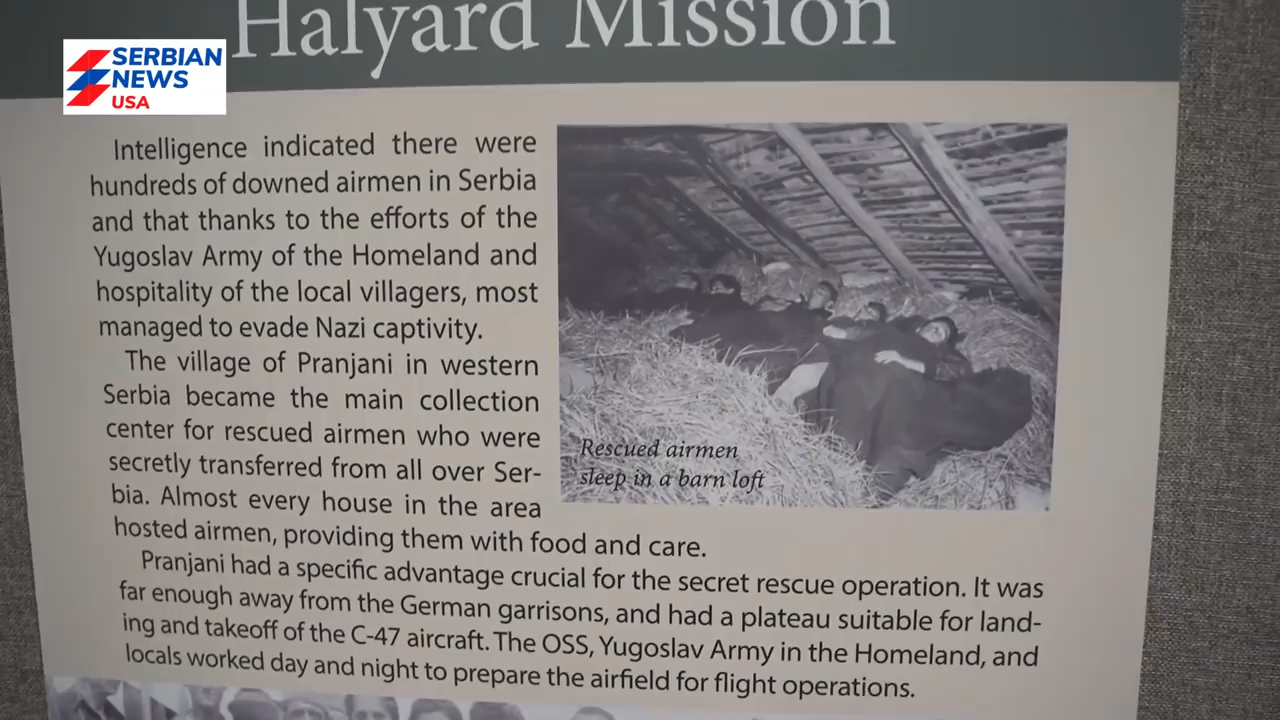 Halyard Mission
SERBIAN
NEWS
USA
Intelligence indicated there were
hundreds of downed airmen in Serbia
and that thanks to the efforts of the
Yugoslav Army of the Homeland and
hospitality of the local villagers, most
managed to evade Nazi captivity.
The village of Pranjani in western
Serbia became the main collection
center for rescued airmen who were
secretly transferred from all over Ser-
bia. Almost every house in the area
hosted airmen, providing them with food and care.
Rescued airmen
sleep in a barn loft
Pranjani had a specific advantage crucial for the secret rescue operation. It was
far enough away from the German garrisons, and had a plateau suitable for land-
ing and takeoff of the C-47 aircraft. The OSS, Yugoslav Army in the Homeland, and
locals worked day and night to prepare the airfield for flight operations.